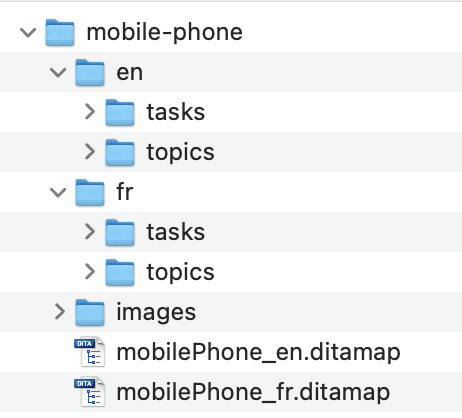 mobile-phone
en
tasks
topics
fr
tasks
topics
images
DITA mobilePhone_en.ditamap
DITA mobilePhone_fr.ditamap